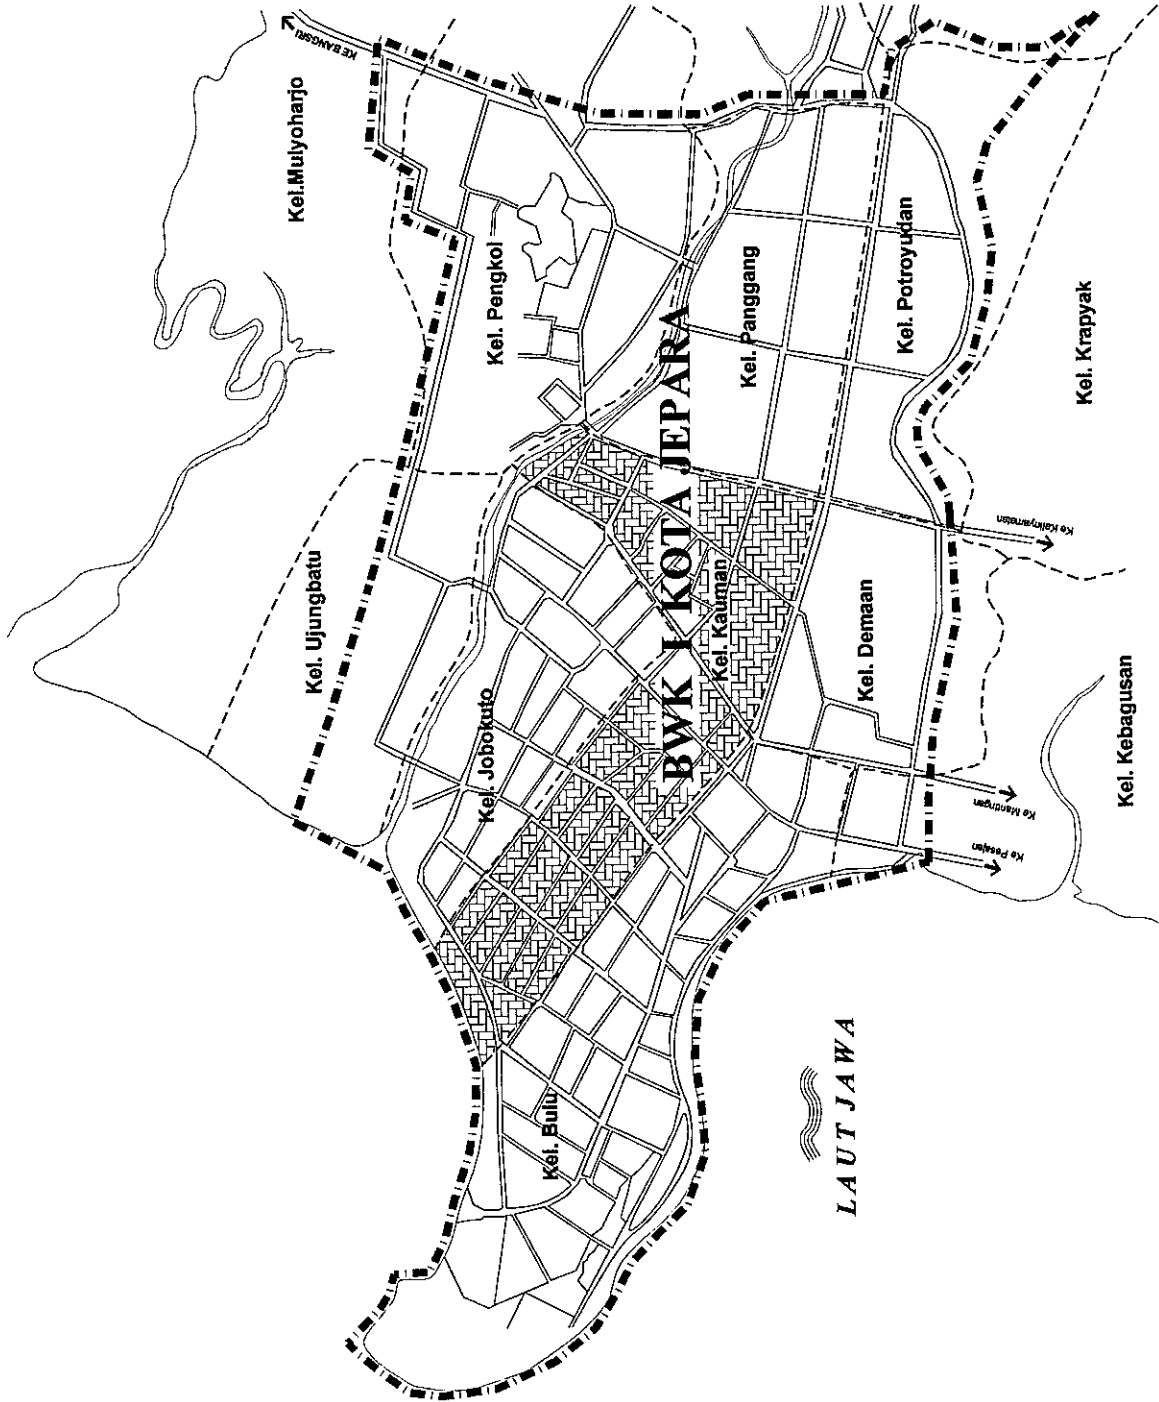 KE BANGSRI
Kel.Mulyoharjo
Kel. Pengkol
Kel. Panggang
Kel. Potroyudan
Kel. Krapyak
Kel. Ujungbatu
Kel. Jobokuto
BWK I KOTA JEPARA
Kel. Kauman
Kel. Demaan
Ke Kalinyamatan
Kel. Kebagusan
Ke Mantingan
Ke Pesajen
Kel. Bulu
LAUT JAWA